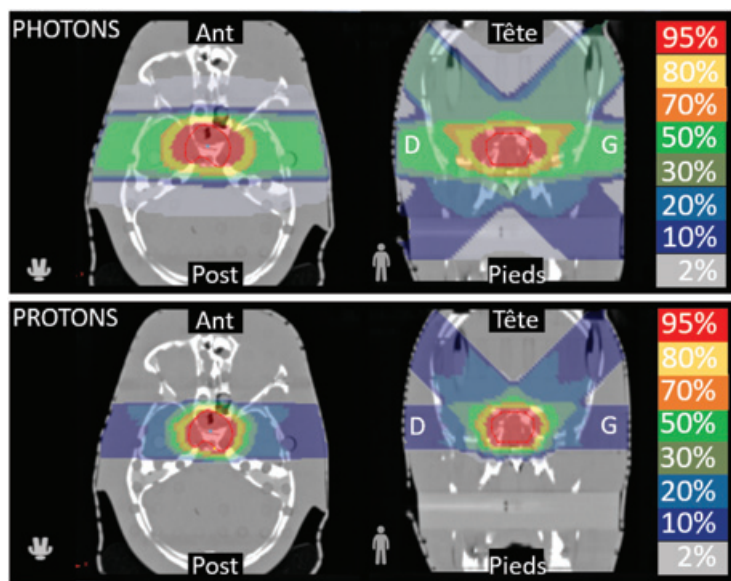 PHOTONS
Ant
Post
Tête
D
G
Pieds
95%
80%
70%
50%
30%
20%
10%
2%
PROTONS
Ant
Post
Tête
D
G
Pieds
95%
80%
70%
50%
30%
20%
10%
2%